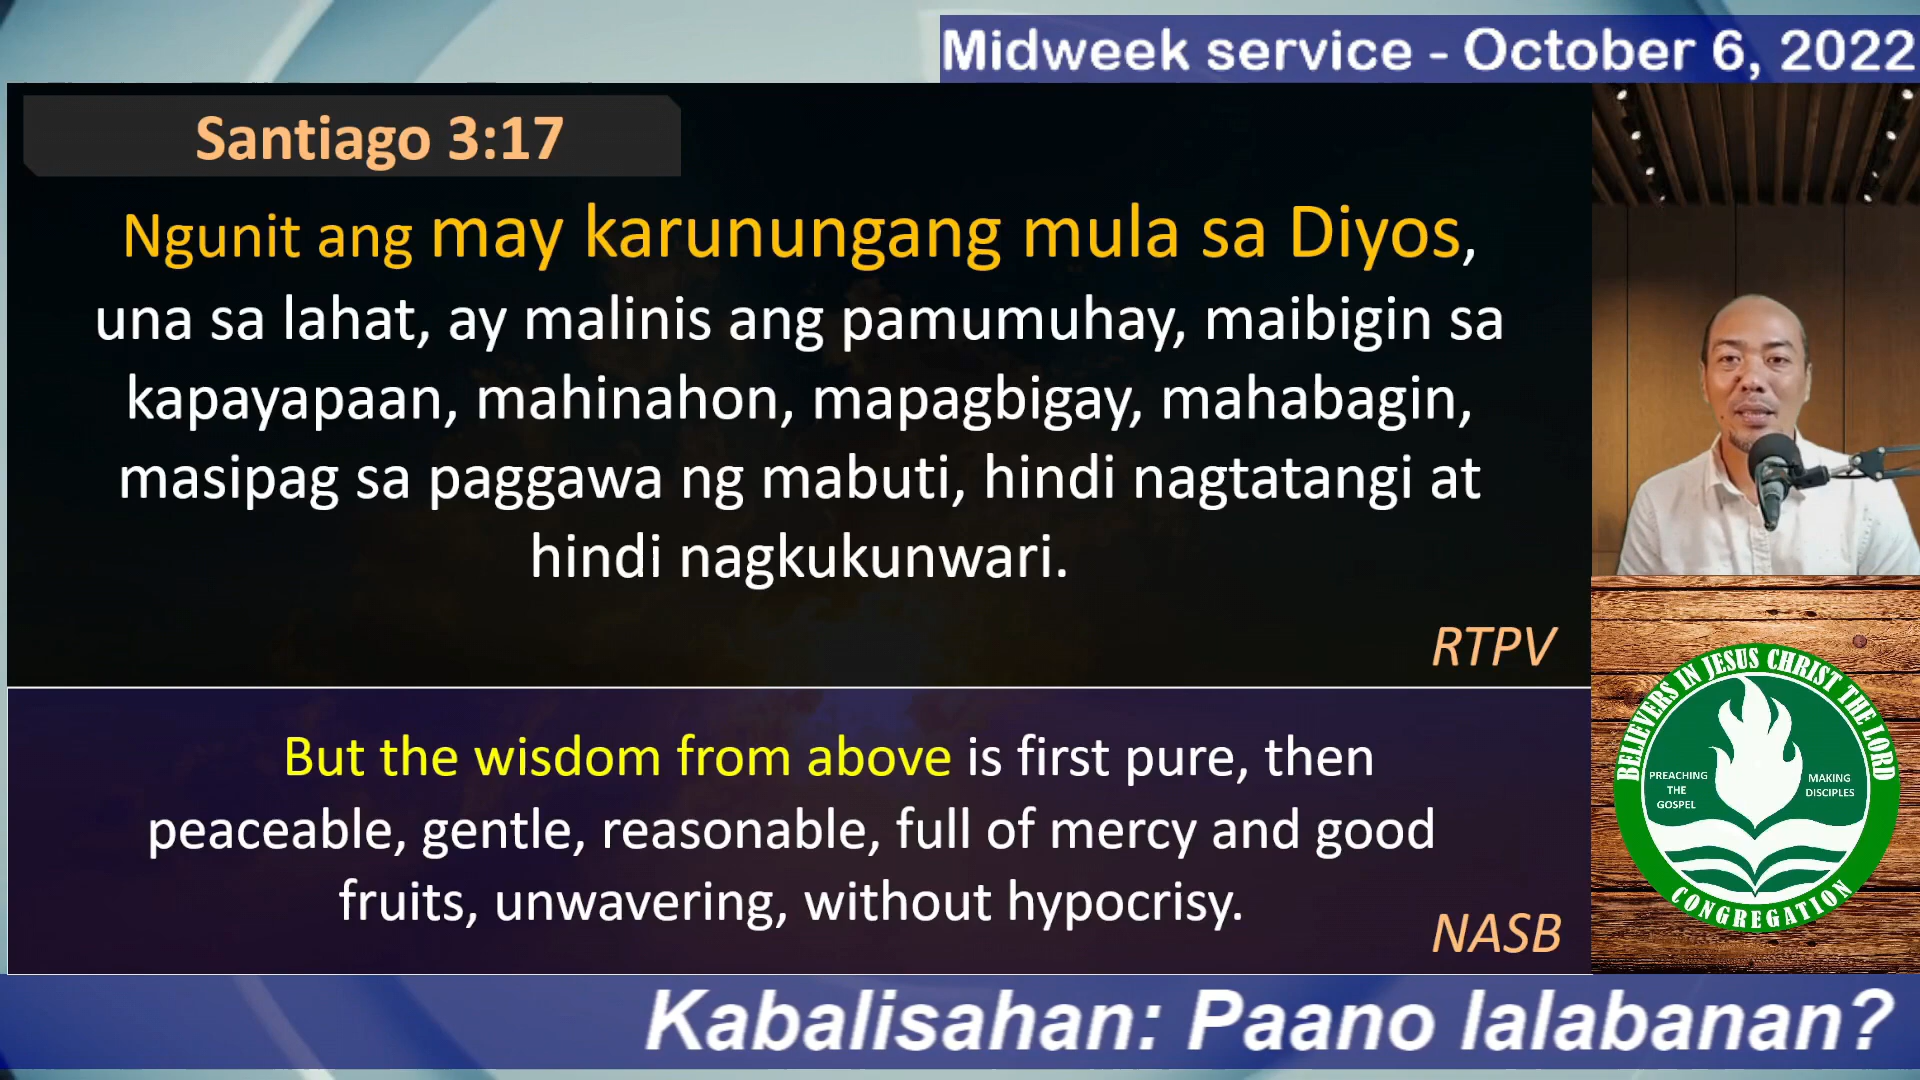 Midweek service - October 6, 2022
Santiago 3:17
Ngunit ang may karunungang mula sa Diyos,
una sa lahat, ay malinis ang pamumuhay, maibigin sa
kapayapaan, mahinahon, mapagbigay, mahabagin,
masipag sa paggawa ng mabuti, hindi nagtatangi at
hindi nagkukunwari.
RTPV
But the wisdom from above is first pure, then
peaceable, gentle, reasonable, full of mercy and good
fruits, unwavering, without hypocrisy.
NASB
BELIEVERS IN JESUS CHRIST THE LORD
PREACHING
THE
GOSPEL
MAKING
DISCIPLES
CONGREGATION
Kabalisahan: Paano lalabanan?